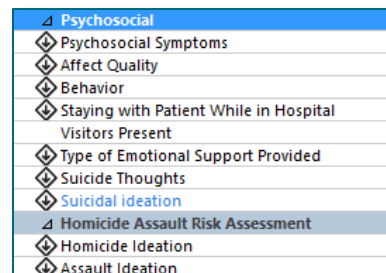 Psychosocial
Psychosocial Symptoms
Affect Quality
Behavior
Staying with Patient While in Hospital
Visitors Present
Type of Emotional Support Provided
Suicide Thoughts
Suicidal ideation
Homicide Assault Risk Assessment
Homicide Ideation
Assault Ideation